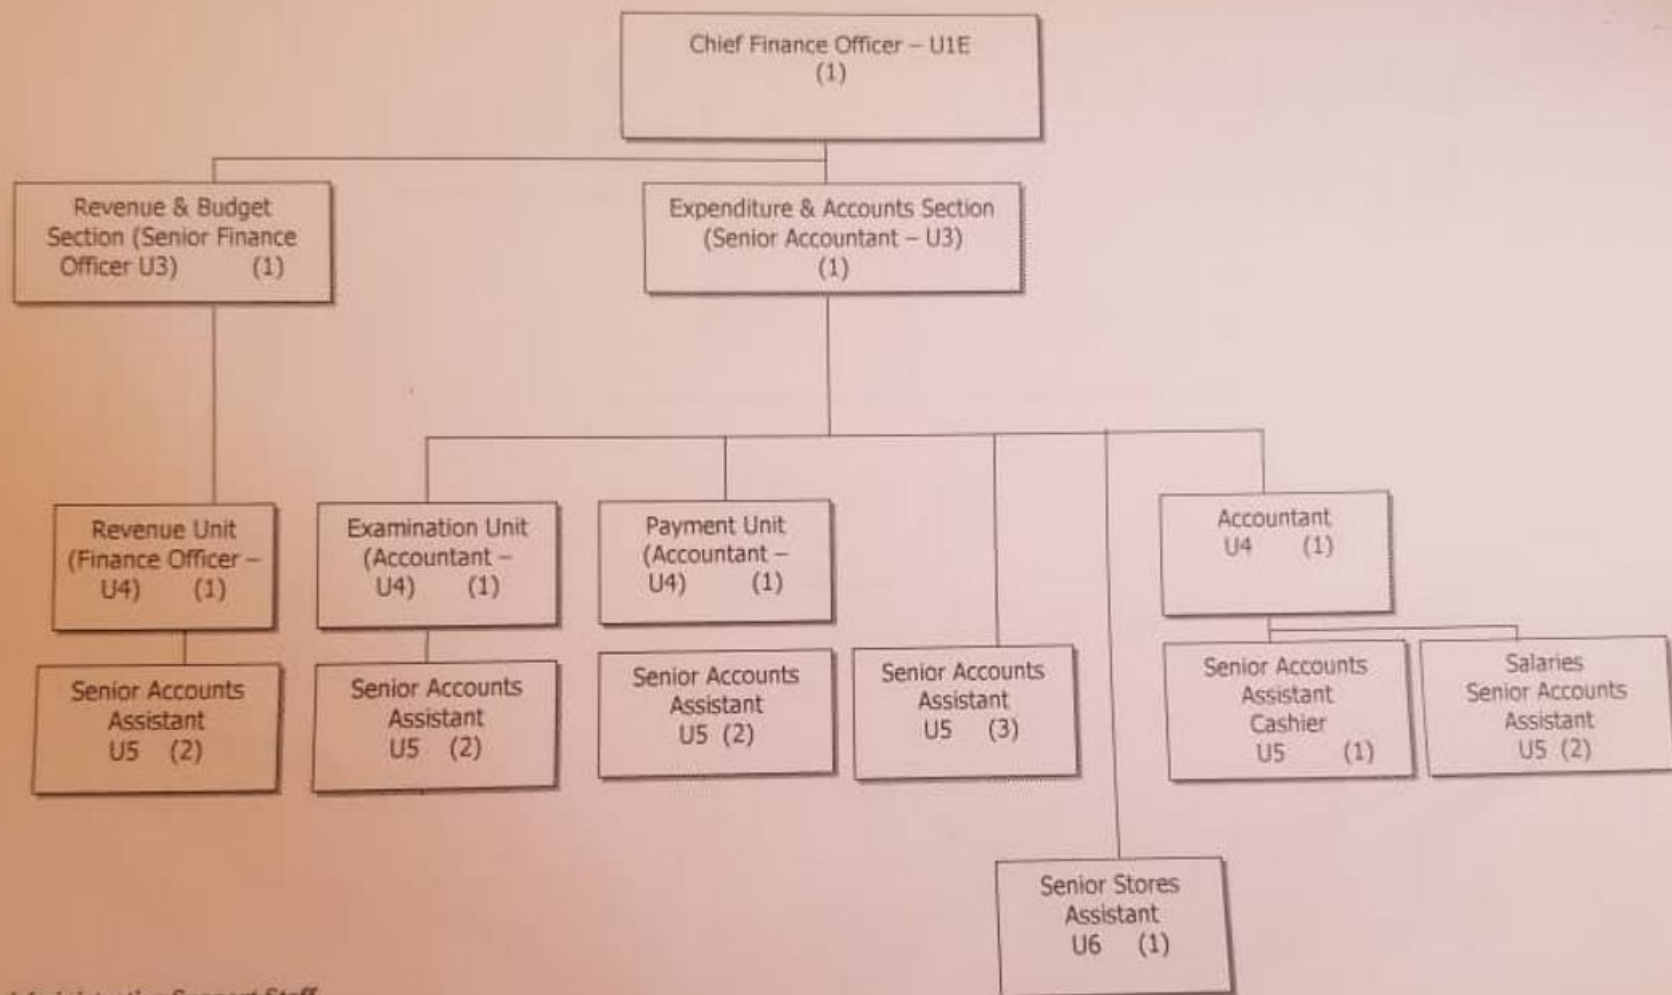 Chief Finance Officer – U1E
(1)
Revenue & Budget
Section (Senior Finance
Officer U3) (1)
Expenditure & Accounts Section
(Senior Accountant – U3)
(1)
Revenue Unit
(Finance Officer –
U4) (1)
Examination Unit
(Accountant –
U4) (1)
Payment Unit
(Accountant –
U4) (1)
Accountant
U4 (1)
Senior Accounts
Assistant
U5 (2)
Senior Accounts
Assistant
U5 (2)
Senior Accounts
Assistant
U5 (2)
Senior Accounts
Assistant
U5 (3)
Senior Accounts
Assistant
Cashier
U5 (1)
Salaries
Senior Accounts
Assistant
U5 (2)
Senior Stores
Assistant
U6 (1)
Support Staff